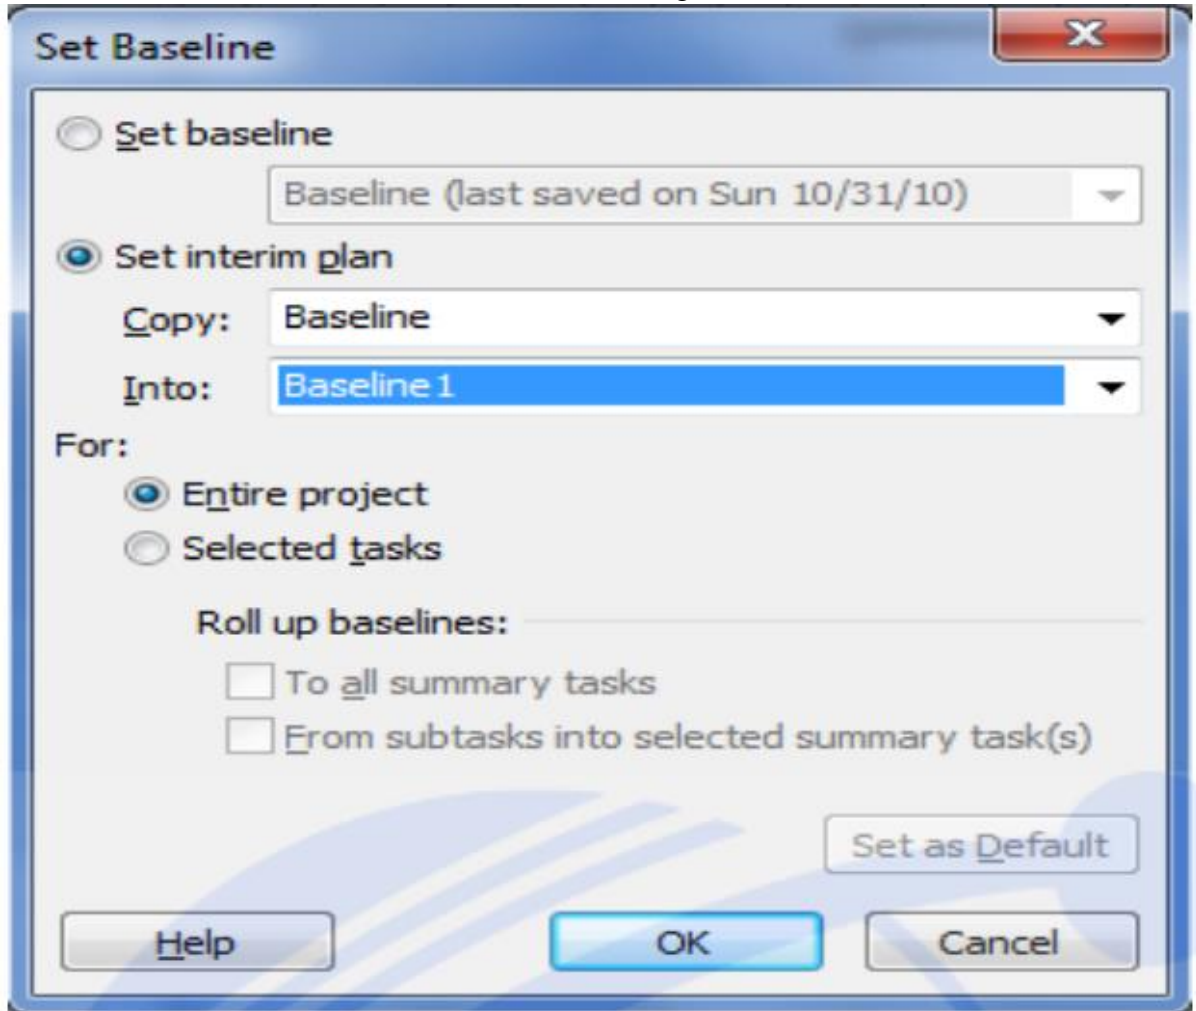 Set Baseline
Set baseline
Baseline (last saved on Sun 10/31/10)
Set interim plan
Copy: Baseline
Into: Baseline1
For:
Entire project
Selected tasks
Roll up baselines:
To all summary tasks
From subtasks into selected summary task(s)
Set as Default
Help OK Cancel